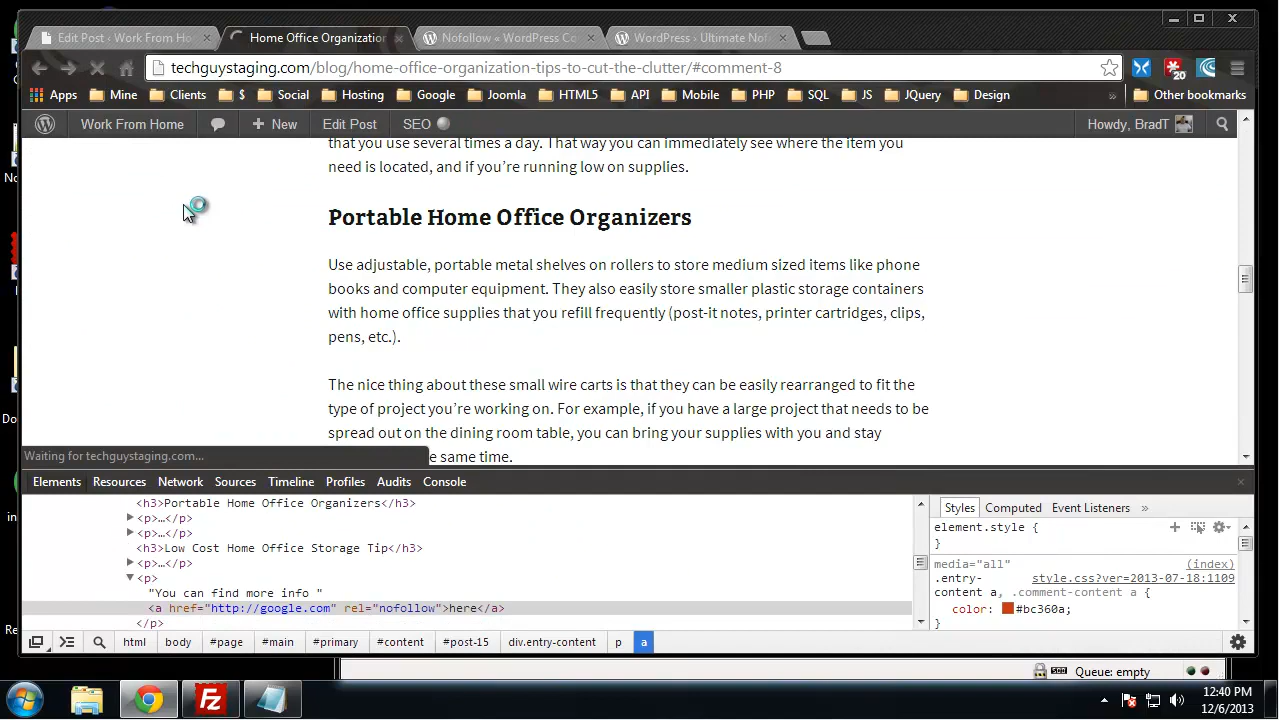 Edit Post ‹ Work From Ho
Home Office Organization
Nofollow « WordPress Co
WordPress › Ultimate Nof
techguystaging.com/blog/home-office-organization-tips-to-cut-the-clutter/#comment-8
20
Apps Mine Clients $ Social Hosting Google Joomla HTML5 API Mobile PHP SQL JS JQuery Design » Other bookmarks
Work From Home + New Edit Post SEO Howdy, BradT
that you use several times a day. That way you can immediately see where the item you
need is located, and if you're running low on supplies.
Portable Home Office Organizers
Use adjustable, portable metal shelves on rollers to store medium sized items like phone
books and computer equipment. They also easily store smaller plastic storage containers
with home office supplies that you refill frequently (post-it notes, printer cartridges, clips,
pens, etc.).
The nice thing about these small wire carts is that they can be easily rearranged to fit the
type of project you're working on. For example, if you have a large project that needs to be
spread out on the dining room table, you can bring your supplies with you and stay
e same time.
Waiting for techguystaging.com...
Elements Resources Network Sources Timeline Profiles Audits Console
<h3>Portable Home Office Organizers</h3>
<p>…</p>
<p>…</p>
<h3>Low Cost Home Office Storage Tip</h3>
<p>…</p>
<p>
"You can find more info "
<a href="http://google.com" rel="nofollow">here</a>
</p>
Styles Computed Event Listeners »
element.style {
}
media="all" (index)
.entry- style.css?ver=2013-07-18:1109
content a, .comment-content a {
color: #bc360a;
}
html body #page #main #primary #content #post-15 div.entry-content p a
Queue: empty
No
Do
in
Re
12:40 PM
12/6/2013